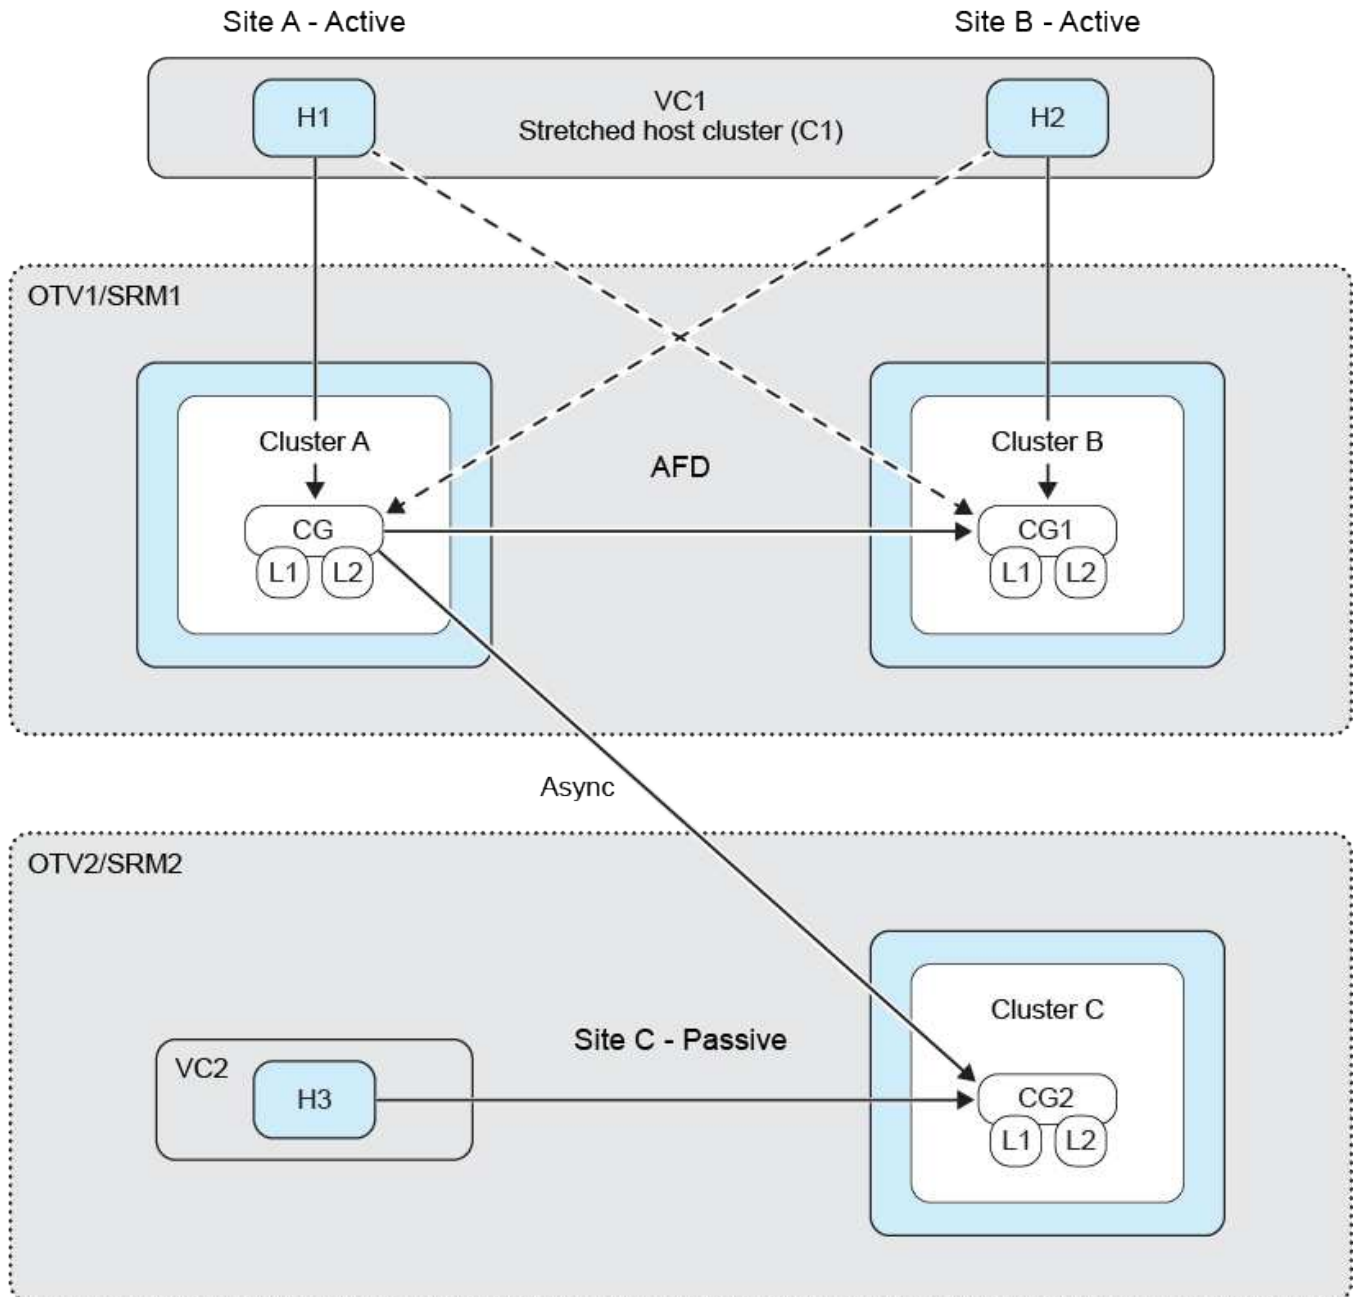 Site A - Active
Site B - Active
H1
VC1
Stretched host cluster (C1)
H2
OTV1/SRM1
Cluster A
AFD
Cluster B
CG
CG1
L1
L2
L1
L2
Async
OTV2/SRM2
Cluster C
Site C - Passive
VC2
H3
CG2
L1
L2